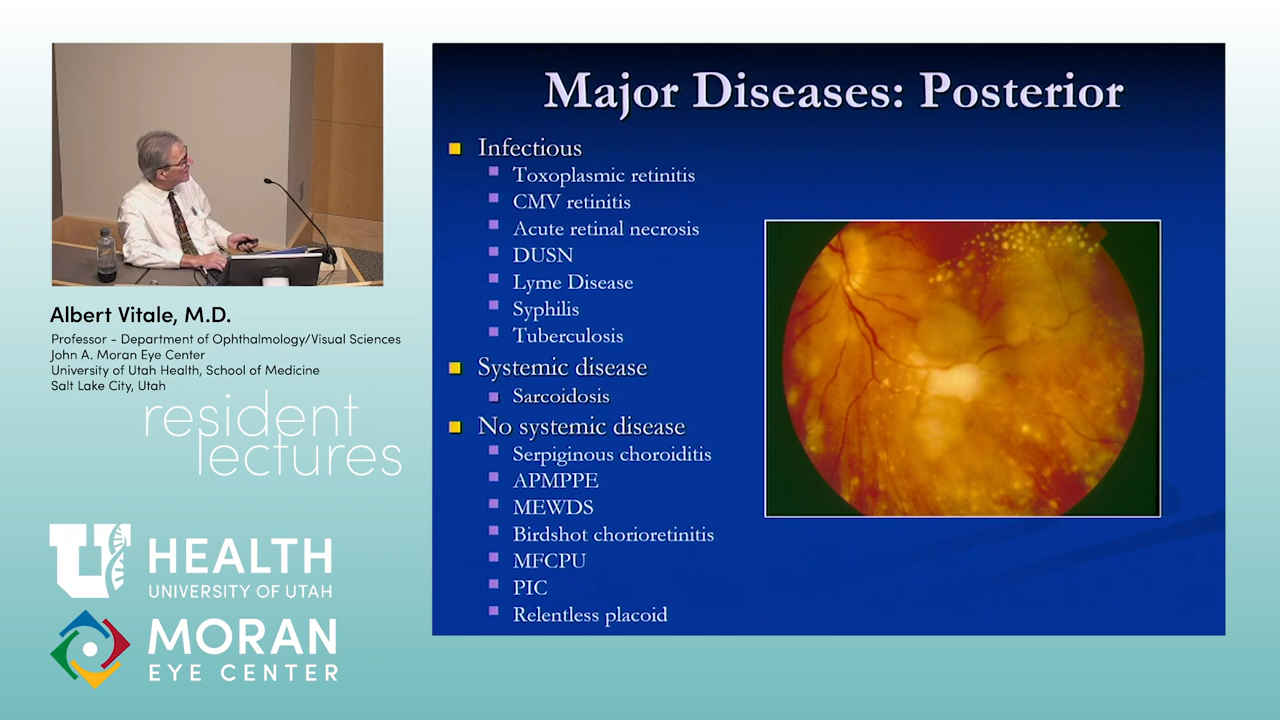 Major Diseases: Posterior
Infectious
Toxoplasmic retinitis
CMV retinitis
Acute retinal necrosis
DUSN
Lyme Disease
Syphilis
Tuberculosis
Systemic disease
Sarcoidosis
No systemic disease
Serpiginous choroiditis
APMPPE
MEWDS
Birdshot chorioretinitis
MFCPU
PIC
Relentless placoid
Albert Vitale, M.D.
Professor - Department of Ophthalmology/Visual Sciences
John A. Moran Eye Center
University of Utah Health, School of Medicine
Salt Lake City, Utah
resident
lectures
U HEALTH
UNIVERSITY OF UTAH
MORAN
EYE CENTER